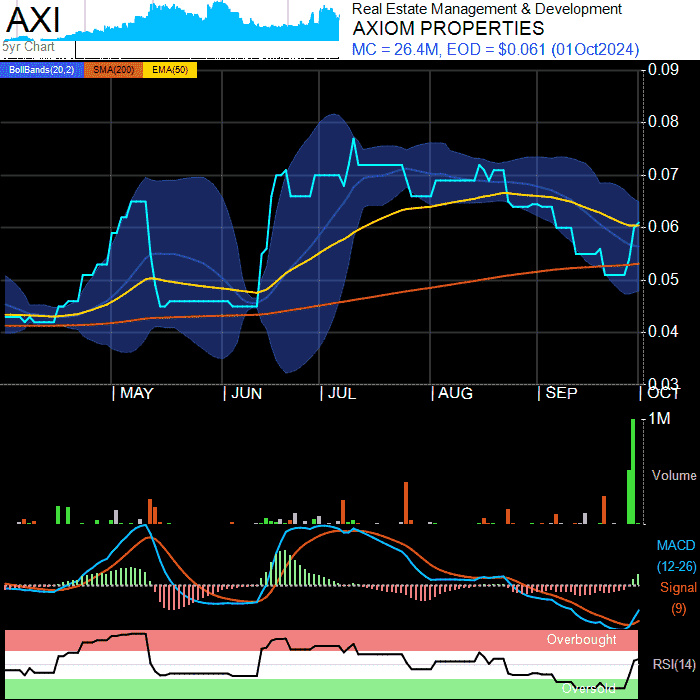 AXI
5yr Chart
Real Estate Management & Development
AXIOM PROPERTIES
MC = 26.4M, EOD = $0.061 (01Oct2024)
BollBands(20,2) SMA(200) EMA(50)
0.09
0.08
0.07
0.06
0.05
0.04
0.03
MAY JUN JUL AUG SEP OCT
1M
Volume
MACD
(12-26)
Signal
(9)
Overbought
RSI(14)
Oversold